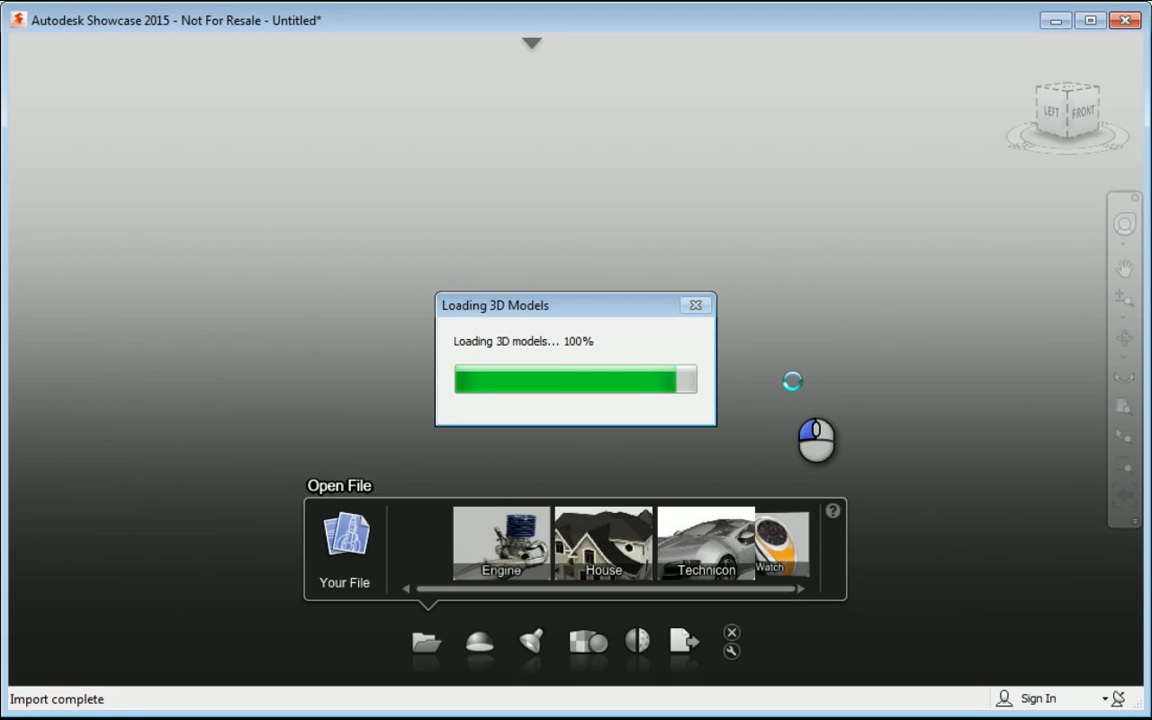 Autodesk Showcase 2015 - Not For Resale - Untitled*
LEFT FRONT
Loading 3D Models
Loading 3D models... 100%
Open File
Your File
Engine
House
Technicon
Watch
Import complete
Sign In